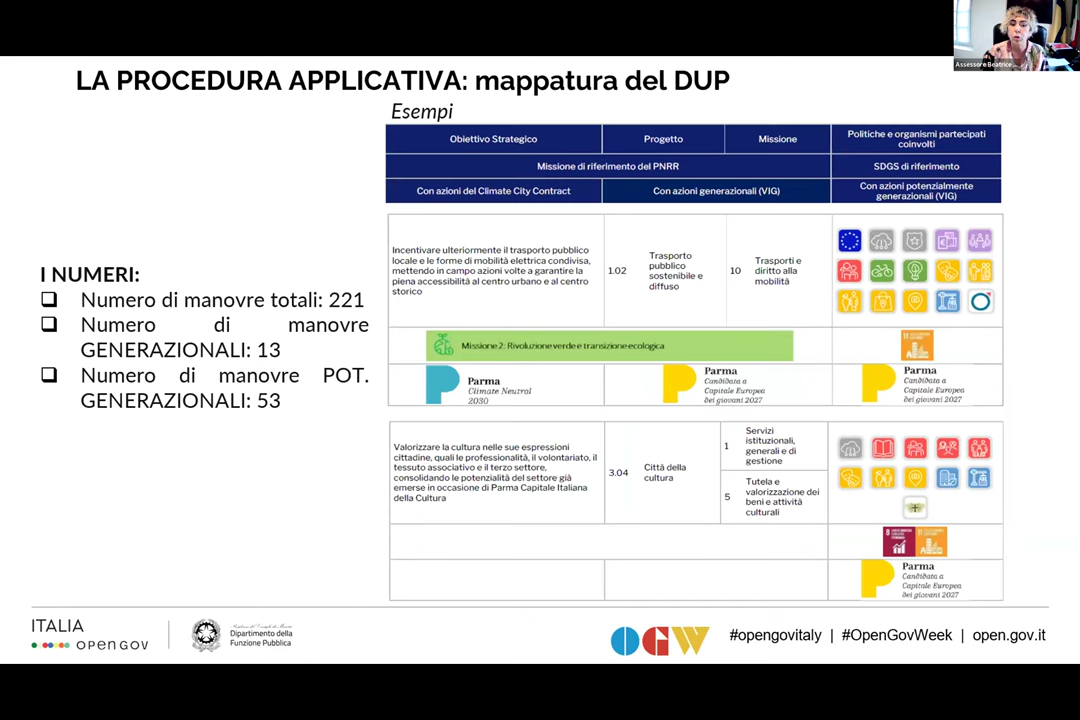 Assessore Beatrice
LA PROCEDURA APPLICATIVA: mappatura del DUP
Esempi
I NUMERI:
Numero di manovre totali: 221
Numero di manovre
GENERAZIONALI: 13
Numero di manovre POT.
GENERAZIONALI: 53
Obiettivo Strategico
Progetto
Missione
Politiche e organismi partecipati
coinvolti
Missione di riferimento del PNRR
SDGS di riferimento
Con azioni del Climate City Contract
Con azioni generazionali (VIG)
Con azioni potenzialmente
generazionali (VIG)
Incentivare ulteriormente il trasporto pubblico
locale e le forme di mobilità elettrica condivisa,
mettendo in campo azioni volte a garantire la
piena accessibilità al centro urbano e al centro
storico
1.02
Trasporto
pubblico
sostenibile e
diffuso
10
Trasporti e
diritto alla
mobilità
Missione 2: Rivoluzione verde e transizione ecologica
11
Parma
Climate Neutral
2030
Parma
Candidata a
Capitale Europea
dei giovani 2027
Parma
Candidata a
Capitale Europea
dei giovani 2027
Valorizzare la cultura nelle sue espressioni
cittadine, quali le professionalità, il volontariato, il
tessuto associativo e il terzo settore,
consolidando le potenzialità del settore già
emerse in occasione di Parma Capitale Italiana
della Cultura
3.04
Città della
cultura
1
Servizi
istituzionali,
generali e di
gestione
5
Tutela e
valorizzazione dei
beni e attività
culturali
8
11
Parma
Candidata a
Capitale Europea
dei giovani 2027
ITALIA
OPEN GOV
Dipartimento della
Funzione Pubblica
OGW
#opengovitaly | #OpenGovWeek | open.gov.it